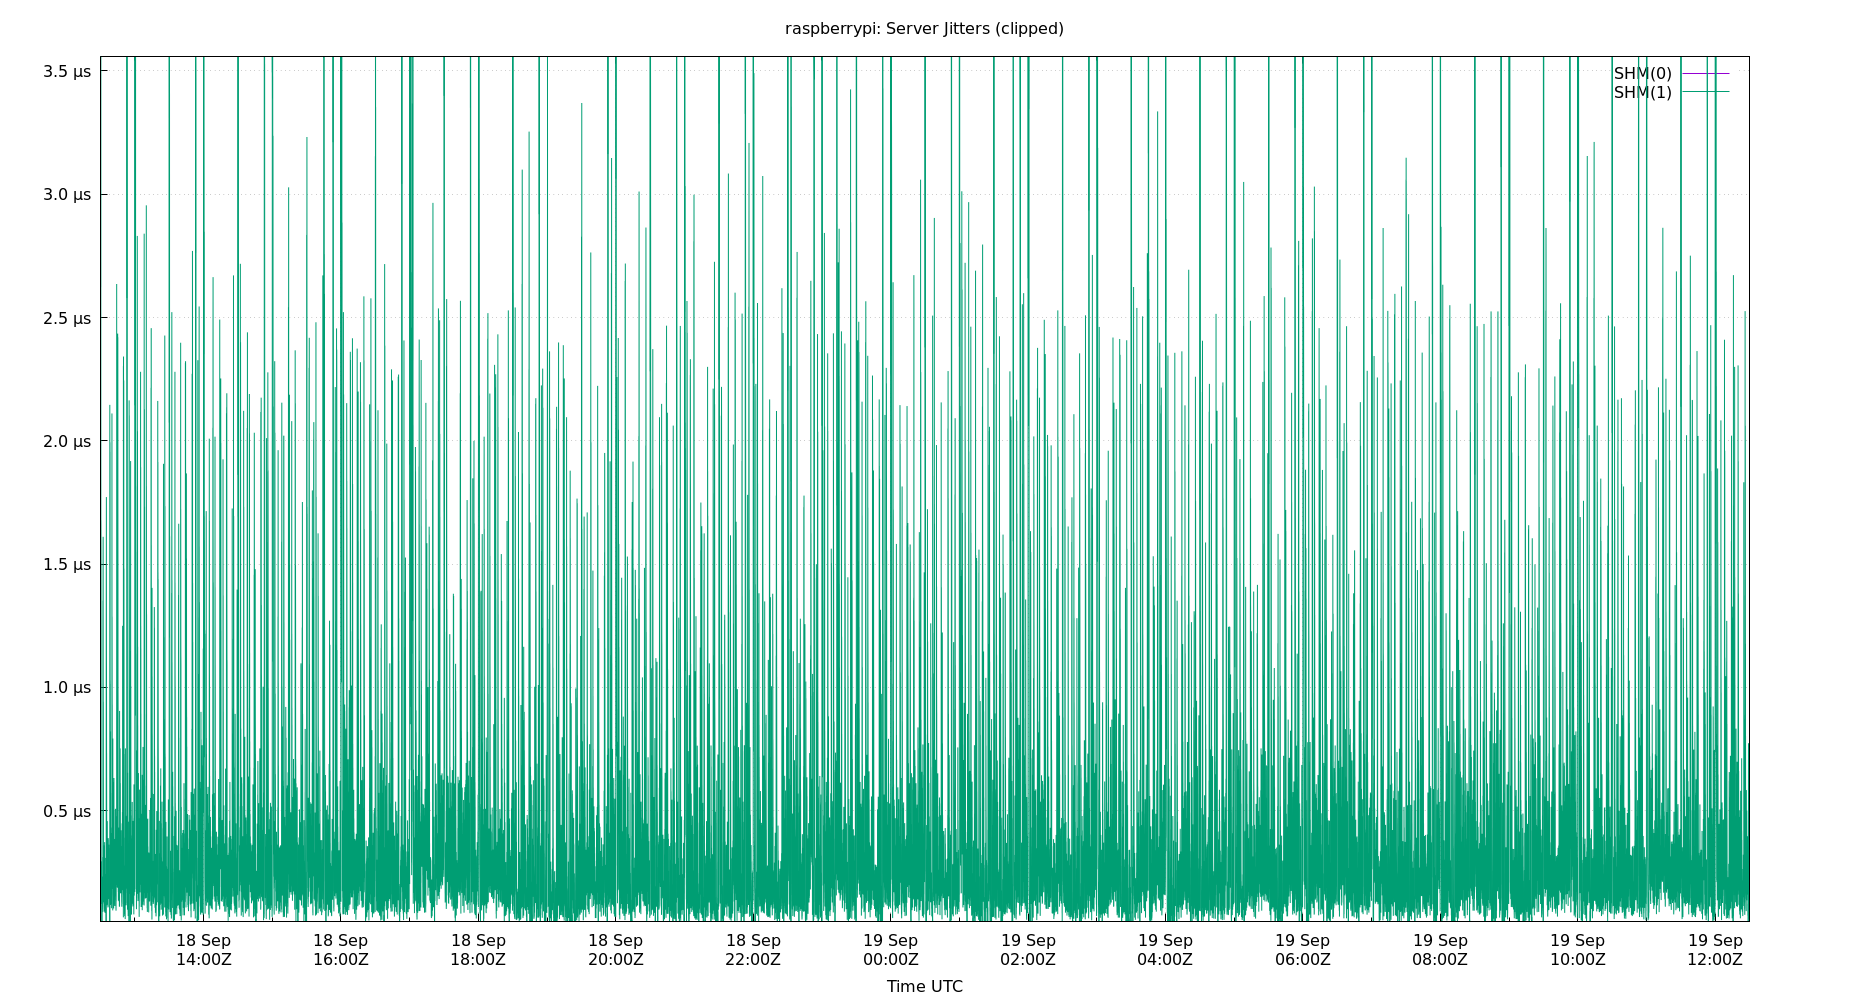 raspberrypi: Server Jitters (clipped)
3.5 µs
3.0 µs
2.5 µs
2.0 µs
1.5 µs
1.0 µs
0.5 µs
SHM(0)
SHM(1)
18 Sep
14:00Z
18 Sep
16:00Z
18 Sep
18:00Z
18 Sep
20:00Z
18 Sep
22:00Z
19 Sep
00:00Z
19 Sep
02:00Z
19 Sep
04:00Z
19 Sep
06:00Z
19 Sep
08:00Z
19 Sep
10:00Z
19 Sep
12:00Z
Time UTC